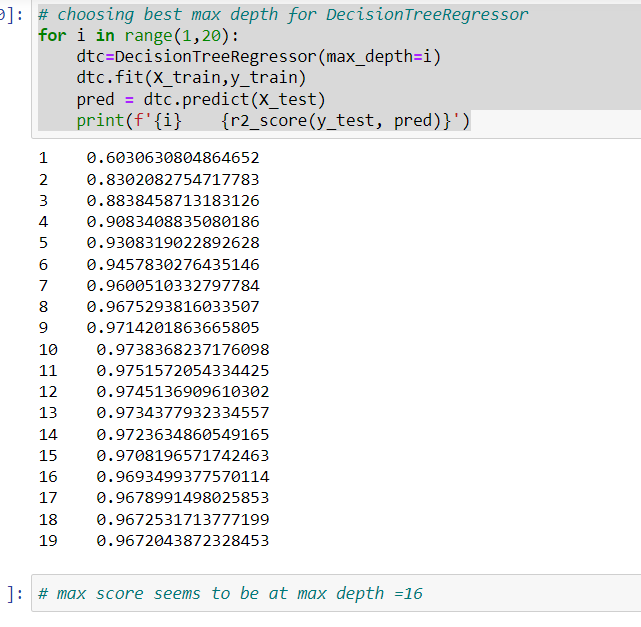 0]: # choosing best max depth for DecisionTreeRegressor
for i in range(1,20):
    dtc=DecisionTreeRegressor(max_depth=i)
    dtc.fit(X_train,y_train)
    pred = dtc.predict(X_test)
    print(f'{i}    {r2_score(y_test, pred)}')
1    0.6030630804864652
2    0.8302082754717783
3    0.8838458713183126
4    0.9083408835080186
5    0.9308319022892628
6    0.9457830276435146
7    0.9600510332797784
8    0.9675293816033507
9    0.9714201863665805
10    0.9738368237176098
11    0.9751572054334425
12    0.9745136909610302
13    0.9734377932334557
14    0.9723634860549165
15    0.9708196571742463
16    0.9693499377570114
17    0.9678991498025853
18    0.9672531713777199
19    0.9672043872328453
]: # max score seems to be at max depth =16